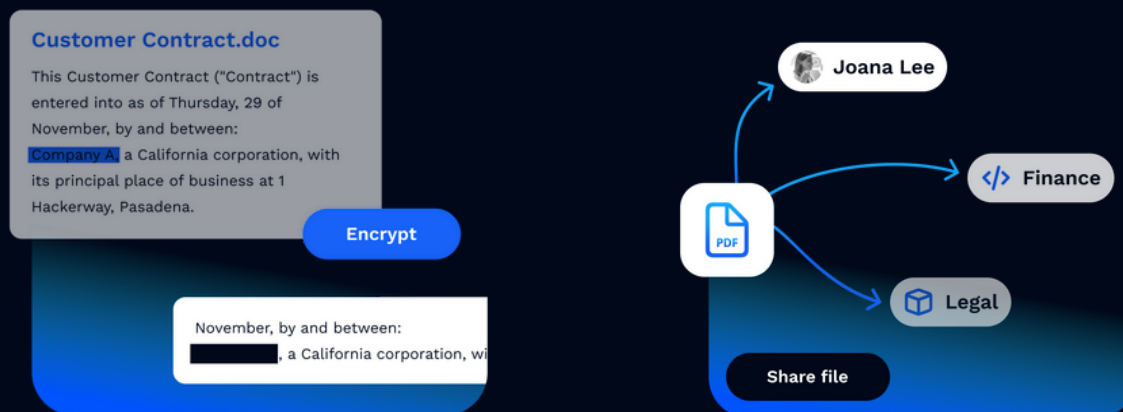 Customer Contract.doc
This Customer Contract ("Contract") is
entered into as of Thursday, 29 of
November, by and between:
Company A, a California corporation, with
its principal place of business at 1
Hackerway, Pasadena.
Encrypt
November, by and between:
, a California corporation, wi
Joana Lee
Finance
PDF
Legal
Share file